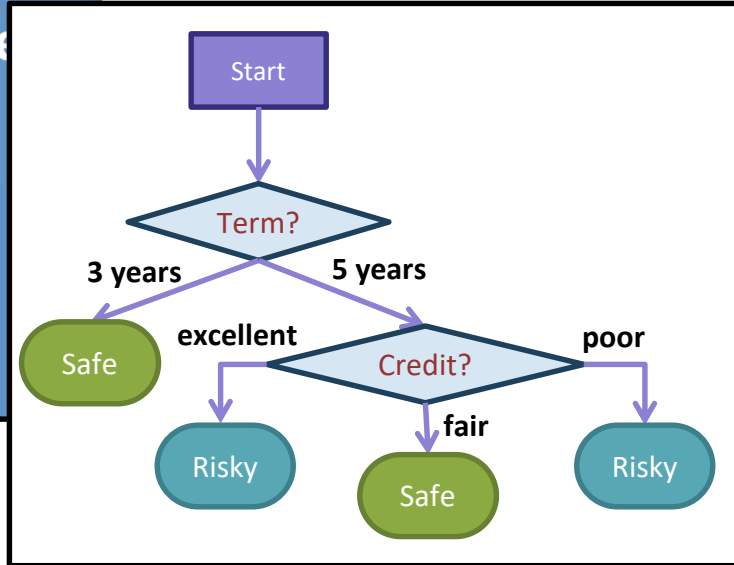 Start
Term?
3 years
5 years
Safe
excellent
Credit?
poor
Risky
fair
Safe
Risky